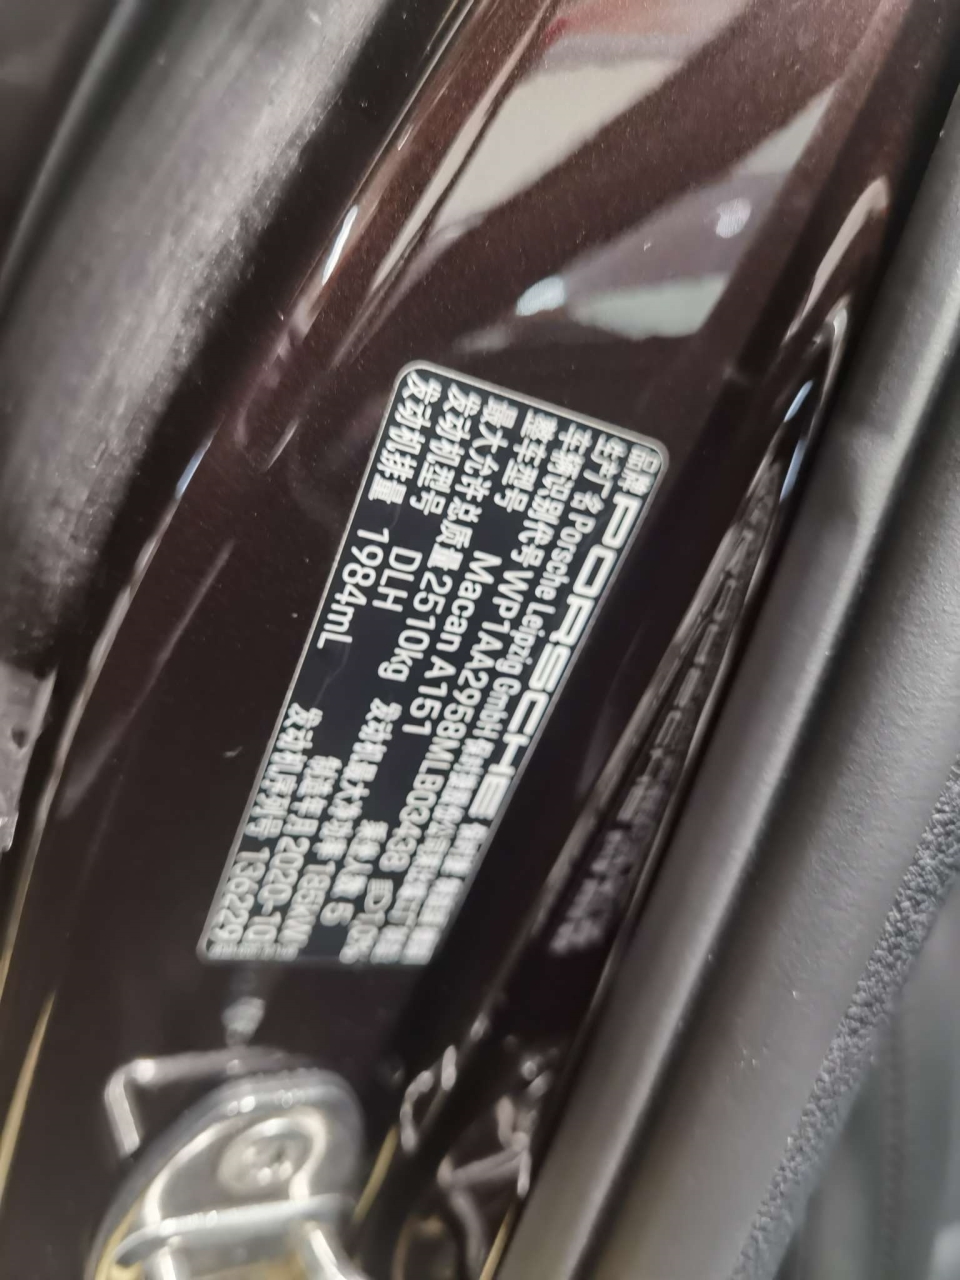 品牌 PORSCHE
生产厂名 Porsche Leipzig GmbH
车辆识别代号 WP1AA2958MLB03438
整车型号 Macan A151 乘坐人数 5
最大允许总质量 2510kg 发动机最大净功率 185kW
发动机型号 DLH 制造年月 2020-10
发动机排量 1984mL 发动机序列号 136229